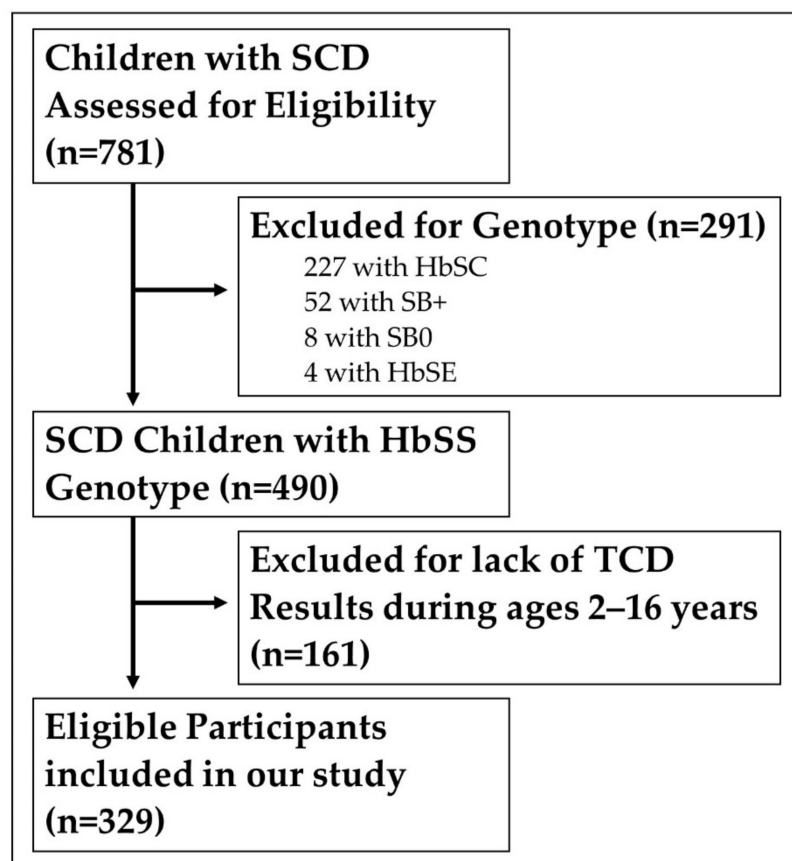 Children with SCD
Assessed for Eligibility
(n=781)
Excluded for Genotype (n=291)
227 with HbSC
52 with SB+
8 with SB0
4 with HbSE
SCD Children with HbSS
Genotype (n=490)
Excluded for lack of TCD
Results during ages 2–16 years
(n=161)
Eligible Participants
included in our study
(n=329)